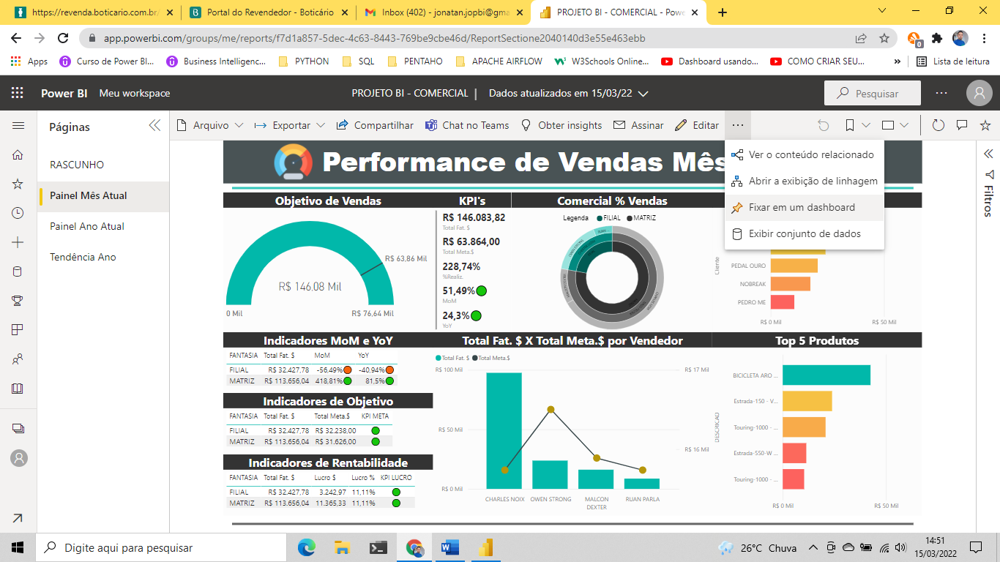 https://revenda.boticario.com.br/
Portal do Revendedor - Boticário
Inbox (402) - jonatan.jopbi@gma
PROJETO BI - COMERCIAL - Powe
app.powerbi.com/groups/me/reports/f7d1a857-5dec-4c63-8443-769be9cbe46d/ReportSectione2040140d3e55e463ebb
0
Apps
Curso de Power BI...
Business Intelligenc...
PYTHON
SQL
PENTAHO
APACHE AIRFLOW
W3Schools Online...
Dashboard usando...
COMO CRIAR SEU...
Lista de leitura
Power BI
Meu workspace
PROJETO BI - COMERCIAL | Dados atualizados em 15/03/22
Pesquisar
Páginas
RASCUNHO
Painel Mês Atual
Painel Ano Atual
Tendência Ano
Arquivo
Exportar
Compartilhar
Chat no Teams
Obter insights
Assinar
Editar
Ver o conteúdo relacionado
Abrir a exibição de linhagem
Fixar em um dashboard
Exibir conjunto de dados
Filtros
Performance de Vendas Mês
Objetivo de Vendas
R$ 63,86 Mil
R$ 146,08 Mil
0 Mil
R$ 76,64 Mil
KPI's
R$ 146.083,82
Total Fat. $
R$ 63.864,00
Total Meta.$
228,74%
%Realiz.
51,49%
MoM
24,3%
YoY
Comercial % Vendas
Legenda FILIAL MATRIZ
Cliente
PEDAL OURO
NOBREAK
PEDRO ME
R$ 0 Mil R$ 50 Mil
Indicadores MoM e YoY
FANTASIA Total Fat. $ MoM YoY
FILIAL R$ 32.427,78 -56,49% -40,94%
MATRIZ R$ 113.656,04 418,81% 81,5%
Indicadores de Objetivo
FANTASIA Total Fat. $ Total Meta.$ KPI META
FILIAL R$ 32.427,78 R$ 32.238,00
MATRIZ R$ 113.656,04 R$ 31.626,00
Indicadores de Rentabilidade
FANTASIA Total Fat. $ Lucro $ Lucro % KPI LUCRO
FILIAL R$ 32.427,78 3.242,97 11,11%
MATRIZ R$ 113.656,04 11.365,33 11,11%
Total Fat. $ X Total Meta.$ por Vendedor
Total Fat. $ Total Meta.$
R$ 100 Mil
R$ 50 Mil
R$ 0 Mil
R$ 17 Mil
R$ 16 Mil
CHARLES NOIX
OWEN STRONG
MALCON DEXTER
RUAN PARLA
Top 5 Produtos
DESCRICAO
BICICLETA ARO ...
Estrada-150 - V...
Touring-1000 - ...
Estrada-550-W ...
Touring-1000 - ...
R$ 0 Mil R$ 50 Mil
Digite aqui para pesquisar
26°C Chuva
14:51
15/03/2022